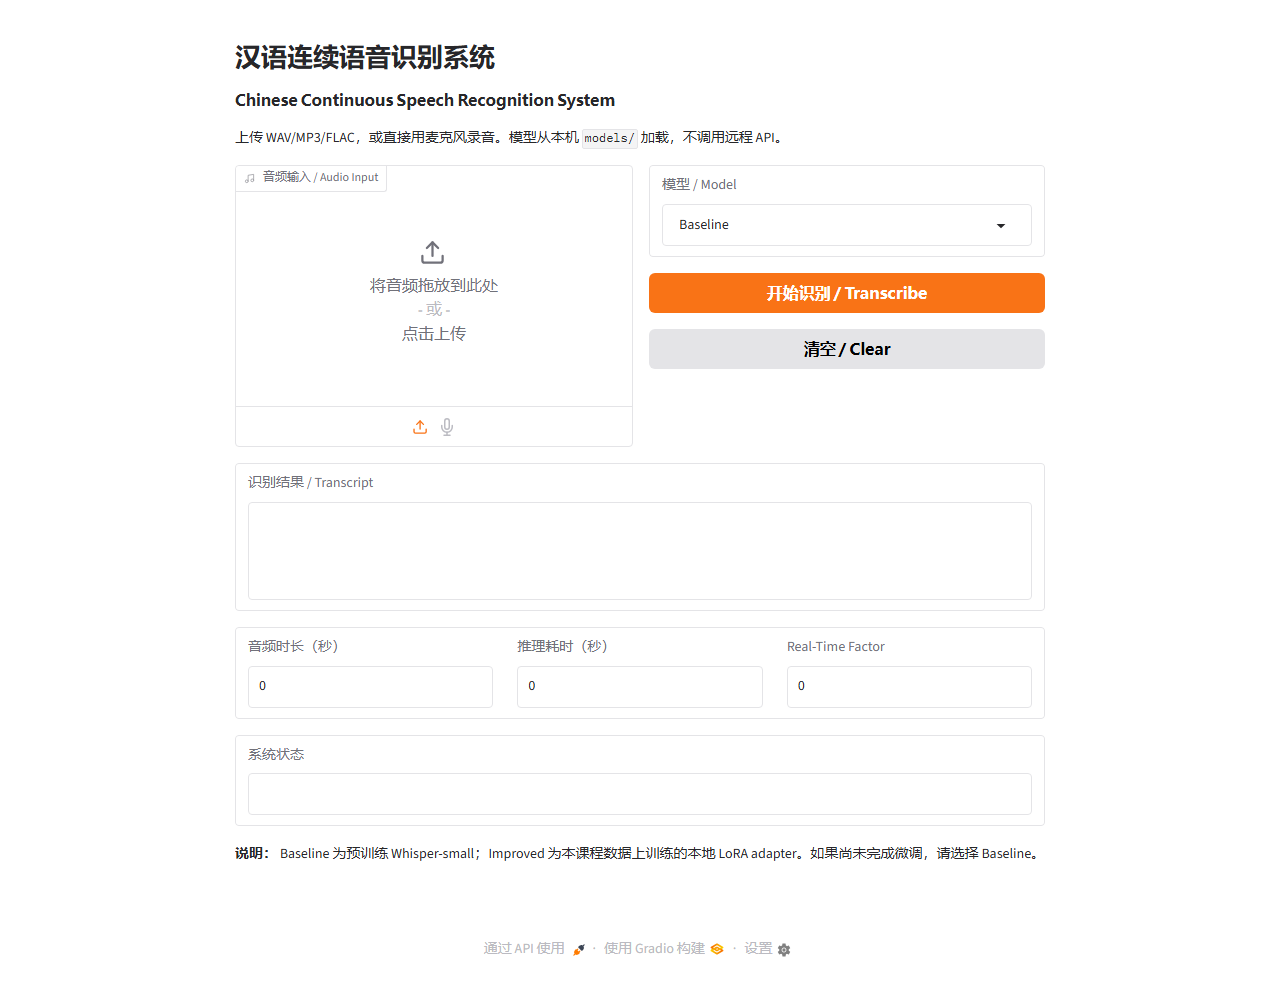 汉语连续语音识别系统
Chinese Continuous Speech Recognition System
上传 WAV/MP3/FLAC，或直接用麦克风录音。模型从本机 models/ 加载，不调用远程 API。
音频输入 / Audio Input
将音频拖放到此处
- 或 -
点击上传
模型 / Model
Baseline
开始识别 / Transcribe
清空 / Clear
识别结果 / Transcript
音频时长（秒） 推理耗时（秒） Real-Time Factor
0 0 0
系统状态
说明： Baseline 为预训练 Whisper-small；Improved 为本课程数据上训练的本地 LoRA adapter。如果尚未完成微调，请选择 Baseline。
通过 API 使用 · 使用 Gradio 构建 · 设置